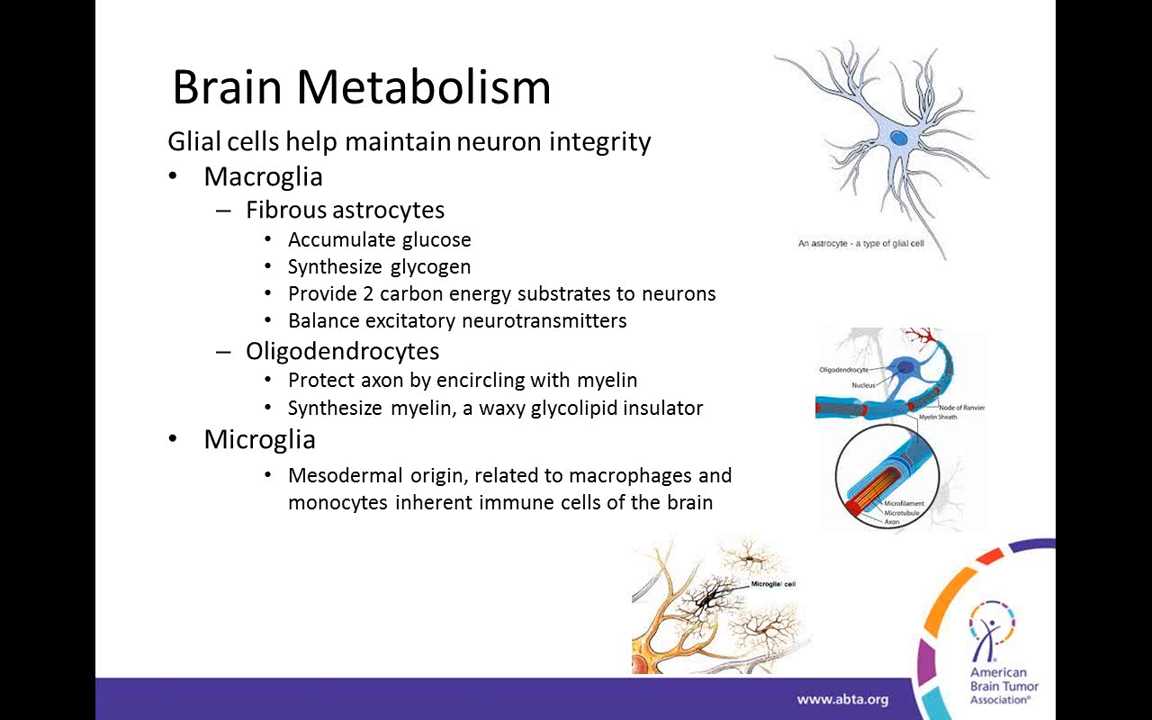 Brain Metabolism
Glial cells help maintain neuron integrity
• Macroglia
– Fibrous astrocytes
• Accumulate glucose
• Synthesize glycogen
• Provide 2 carbon energy substrates to neurons
• Balance excitatory neurotransmitters
– Oligodendrocytes
• Protect axon by encircling with myelin
• Synthesize myelin, a waxy glycolipid insulator
• Microglia
• Mesodermal origin, related to macrophages and
monocytes inherent immune cells of the brain
An astrocyte - a type of glial cell
Oligodendrocyte
Nucleus
Node of Ranvier
Myelin Sheath
Microfilament
Microtubule
Axon
Microglial cell
American
Brain Tumor
Association®
www.abta.org